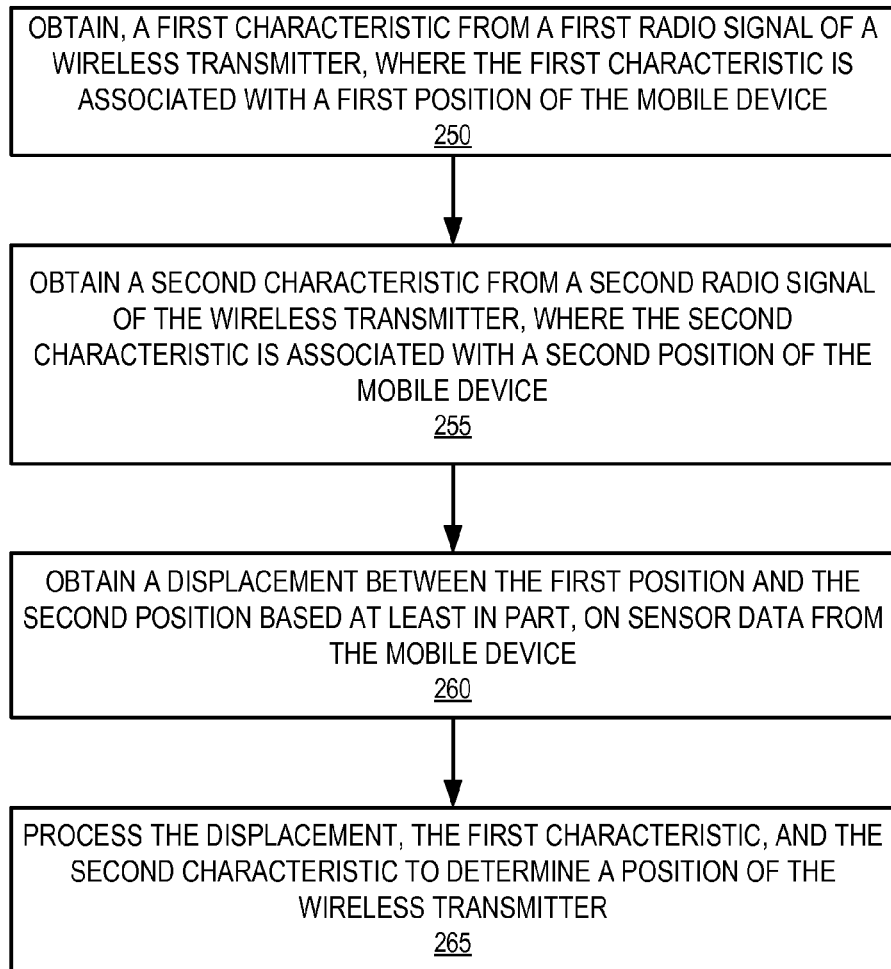 OBTAIN, A FIRST CHARACTERISTIC FROM A FIRST RADIO SIGNAL OF A
WIRELESS TRANSMITTER, WHERE THE FIRST CHARACTERISTIC IS
ASSOCIATED WITH A FIRST POSITION OF THE MOBILE DEVICE
250
OBTAIN A SECOND CHARACTERISTIC FROM A SECOND RADIO SIGNAL
OF THE WIRELESS TRANSMITTER, WHERE THE SECOND
CHARACTERISTIC IS ASSOCIATED WITH A SECOND POSITION OF THE
MOBILE DEVICE
255
OBTAIN A DISPLACEMENT BETWEEN THE FIRST POSITION AND THE
SECOND POSITION BASED AT LEAST IN PART, ON SENSOR DATA FROM
THE MOBILE DEVICE
260
PROCESS THE DISPLACEMENT, THE FIRST CHARACTERISTIC, AND THE
SECOND CHARACTERISTIC TO DETERMINE A POSITION OF THE
WIRELESS TRANSMITTER
265